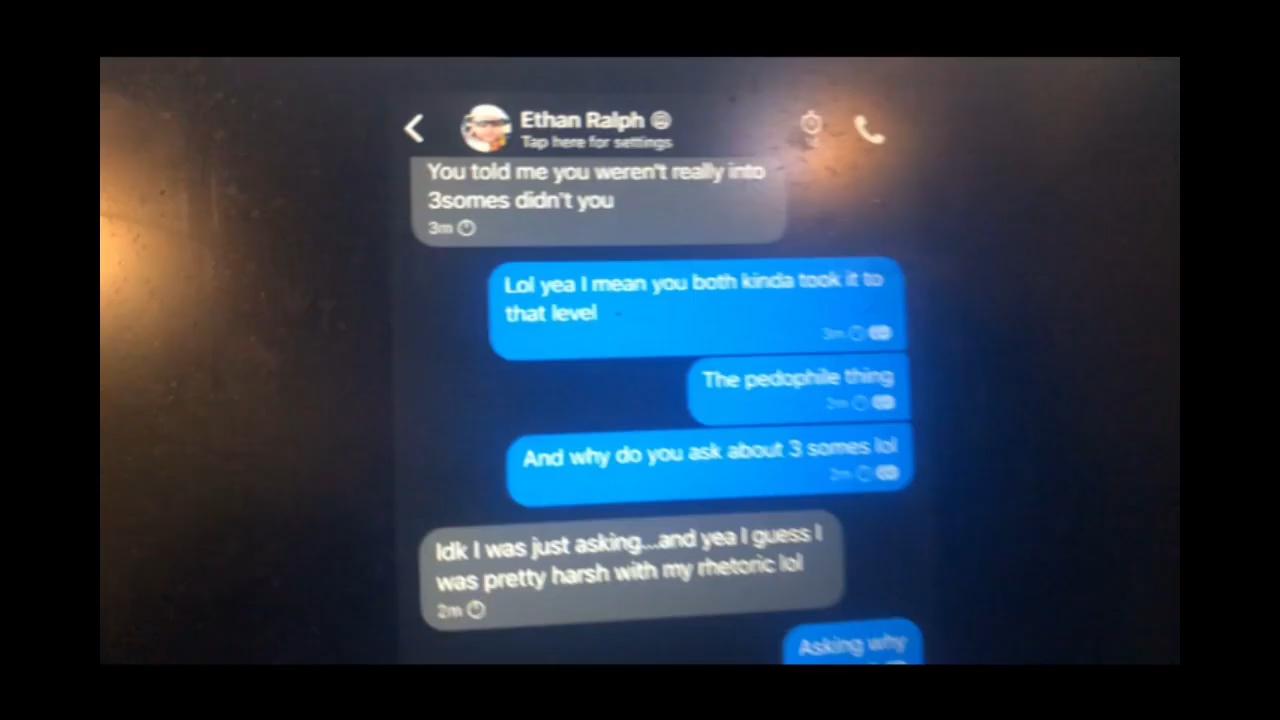 Ethan Ralph
Tap here for settings
You told me you weren't really into
3somes didn't you
3m
Lol yea I mean you both kinda took it to
that level
3m
The pedophile thing
2m
And why do you ask about 3 somes lol
2m
Idk I was just asking...and yea I guess I
was pretty harsh with my rhetoric lol
2m
Asking why